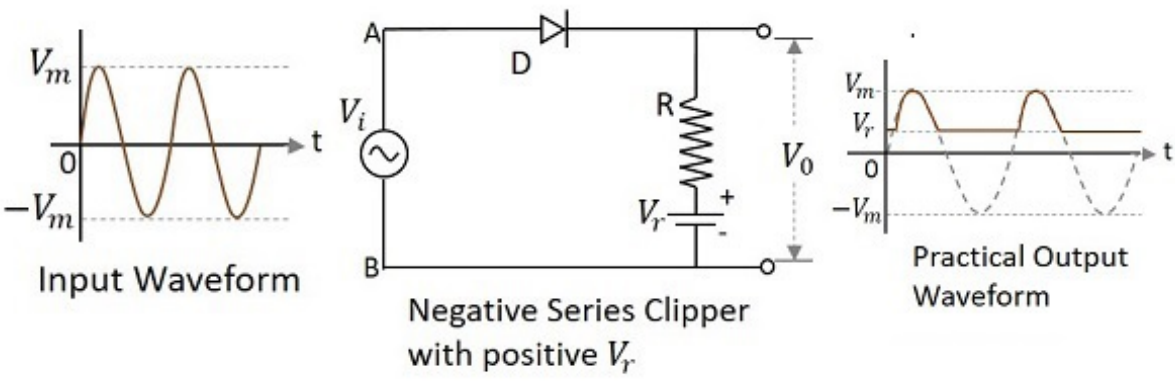 V_m
0
t
−V_m
Input Waveform
A
D
V_i
R
V_r
+
-
B
V_0
Negative Series Clipper
with positive V_r
V_m
V_r
0
t
−V_m
Practical Output
Waveform